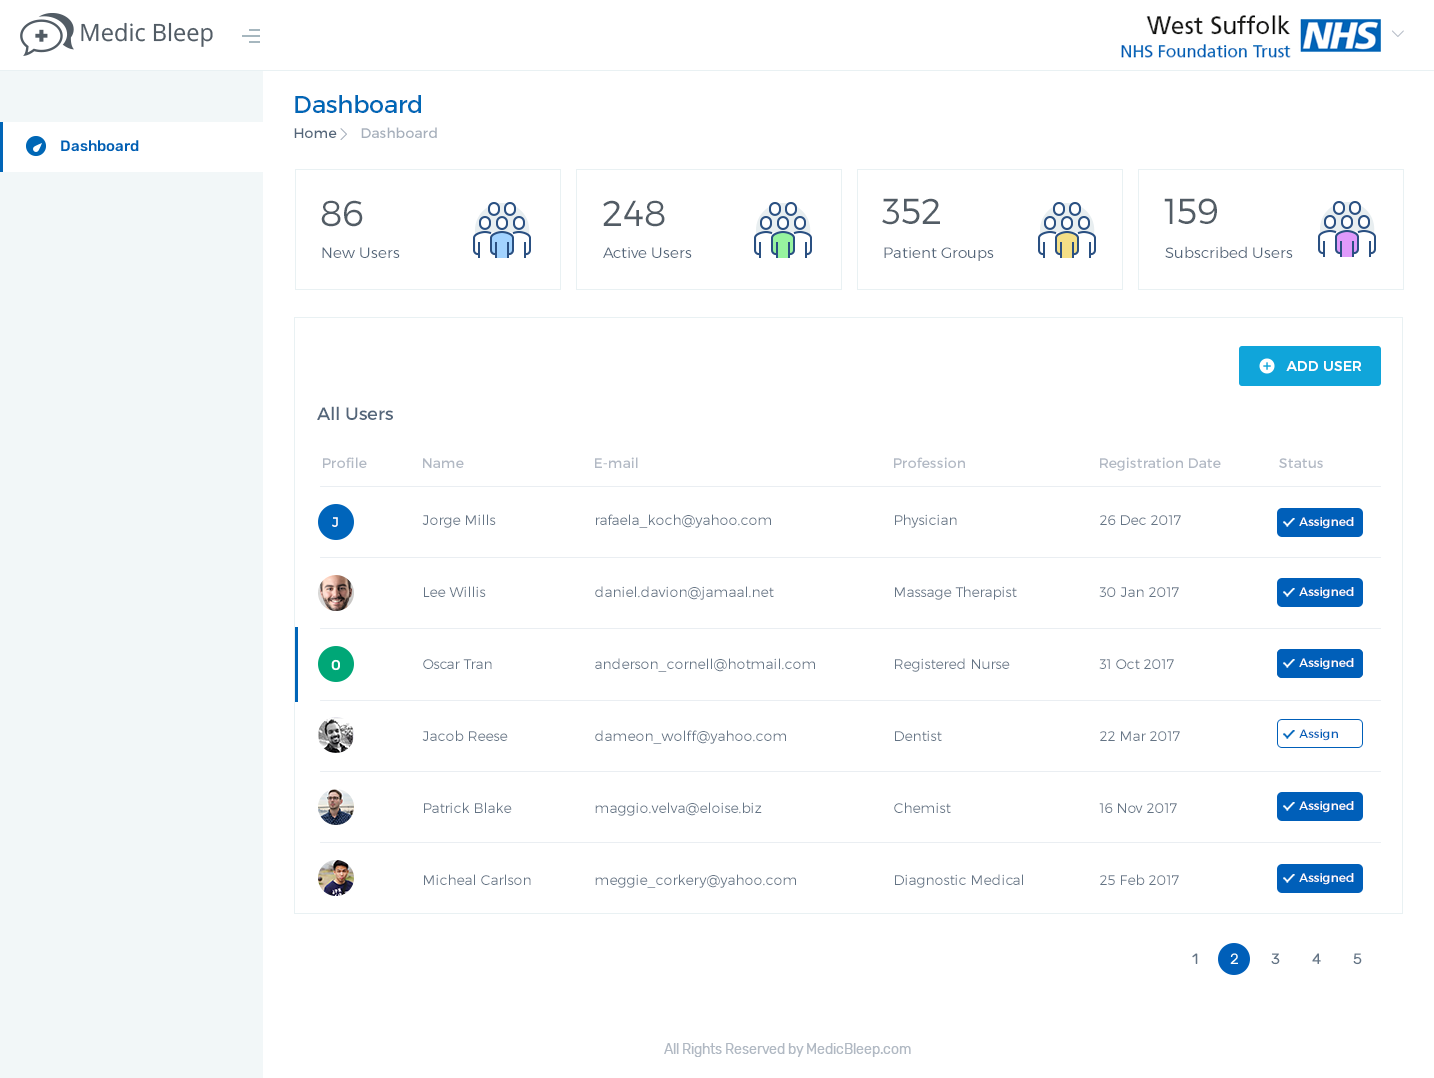 Medic Bleep
West Suffolk
NHS Foundation Trust
NHS
Dashboard
Dashboard
Home
Dashboard
86
New Users
248
Active Users
352
Patient Groups
159
Subscribed Users
ADD USER
All Users
Profile Name E-mail Profession Registration Date Status
J Jorge Mills rafaela_koch@yahoo.com Physician 26 Dec 2017 Assigned
Lee Willis daniel.davion@jamaal.net Massage Therapist 30 Jan 2017 Assigned
O Oscar Tran anderson_cornell@hotmail.com Registered Nurse 31 Oct 2017 Assigned
Jacob Reese dameon_wolff@yahoo.com Dentist 22 Mar 2017 Assign
Patrick Blake maggio.velva@eloise.biz Chemist 16 Nov 2017 Assigned
Micheal Carlson meggie_corkery@yahoo.com Diagnostic Medical 25 Feb 2017 Assigned
1 2 3 4 5
All Rights Reserved by MedicBleep.com